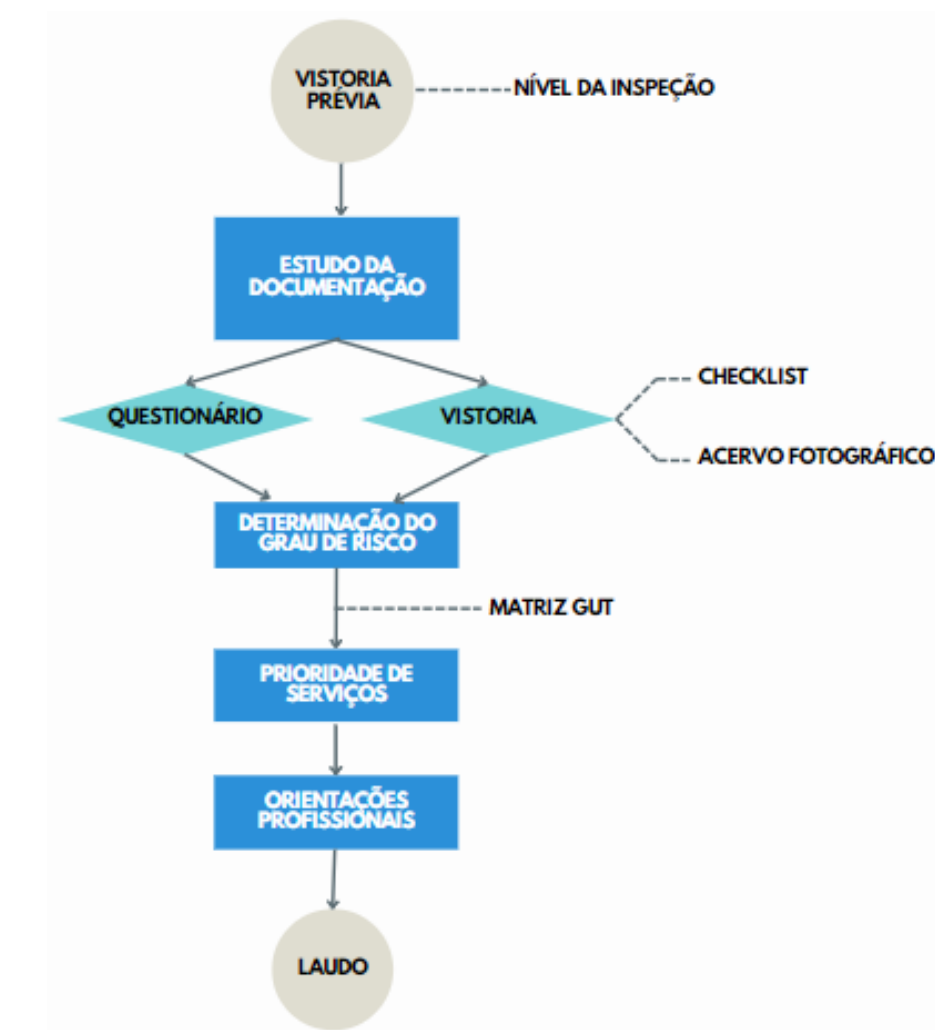 VISTORIA
PRÉVIA
NÍVEL DA INSPEÇÃO
ESTUDO DA
DOCUMENTAÇÃO
QUESTIONÁRIO
VISTORIA
CHECKLIST
ACERVO FOTOGRÁFICO
DETERMINAÇÃO DO
GRAU DE RISCO
MATRIZ GUT
PRIORIDADE DE
SERVIÇOS
ORIENTAÇÕES
PROFISSIONAIS
LAUDO